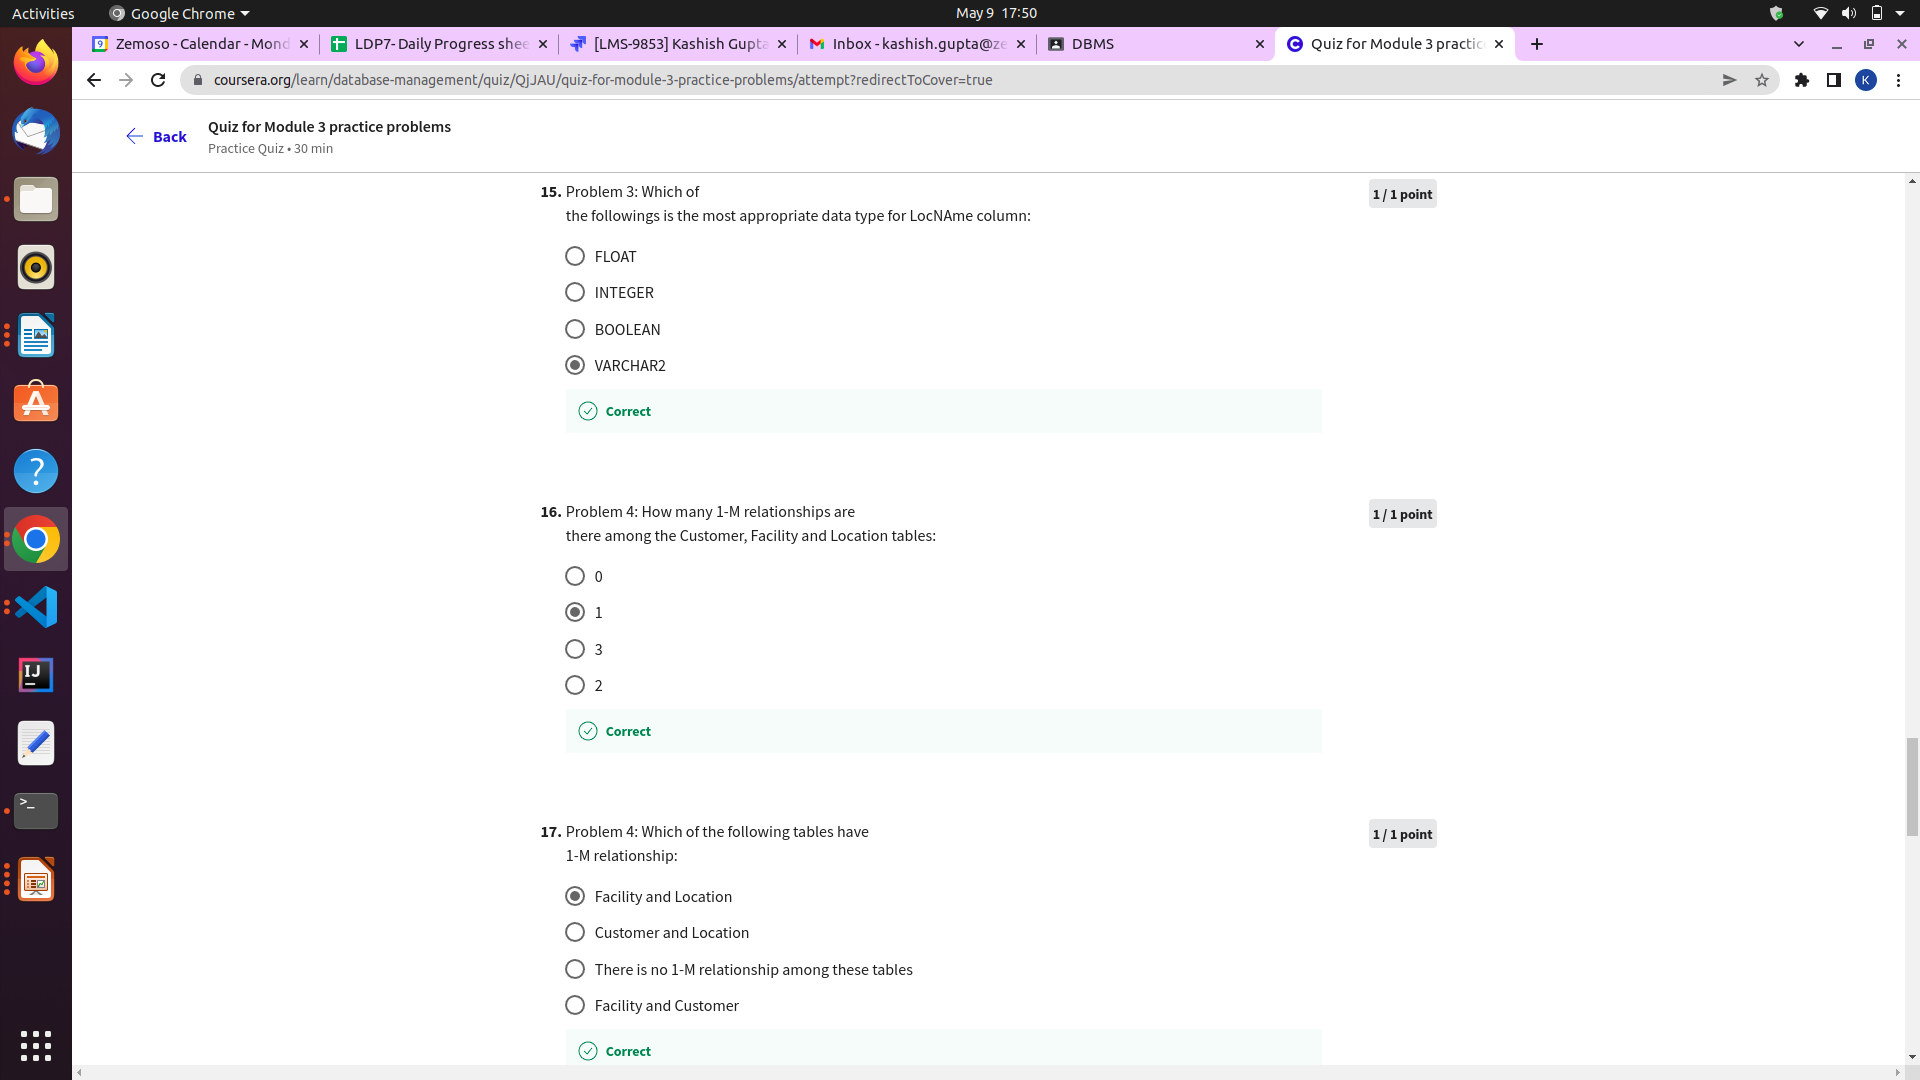 Activities
Google Chrome
May 9 17:50
9
Zemoso - Calendar - Mond
LDP7- Daily Progress shee
[LMS-9853] Kashish Gupta
Inbox - kashish.gupta@ze
DBMS
Quiz for Module 3 practic
coursera.org/learn/database-management/quiz/QjJAU/quiz-for-module-3-practice-problems/attempt?redirectToCover=true
K
Back
Quiz for Module 3 practice problems
Practice Quiz • 30 min
15. Problem 3: Which of
the followings is the most appropriate data type for LocNAme column:
1 / 1 point
FLOAT
INTEGER
BOOLEAN
VARCHAR2
Correct
16. Problem 4: How many 1-M relationships are
there among the Customer, Facility and Location tables:
1 / 1 point
0
1
3
2
Correct
17. Problem 4: Which of the following tables have
1-M relationship:
1 / 1 point
Facility and Location
Customer and Location
There is no 1-M relationship among these tables
Facility and Customer
Correct
A
?
IJ
>_